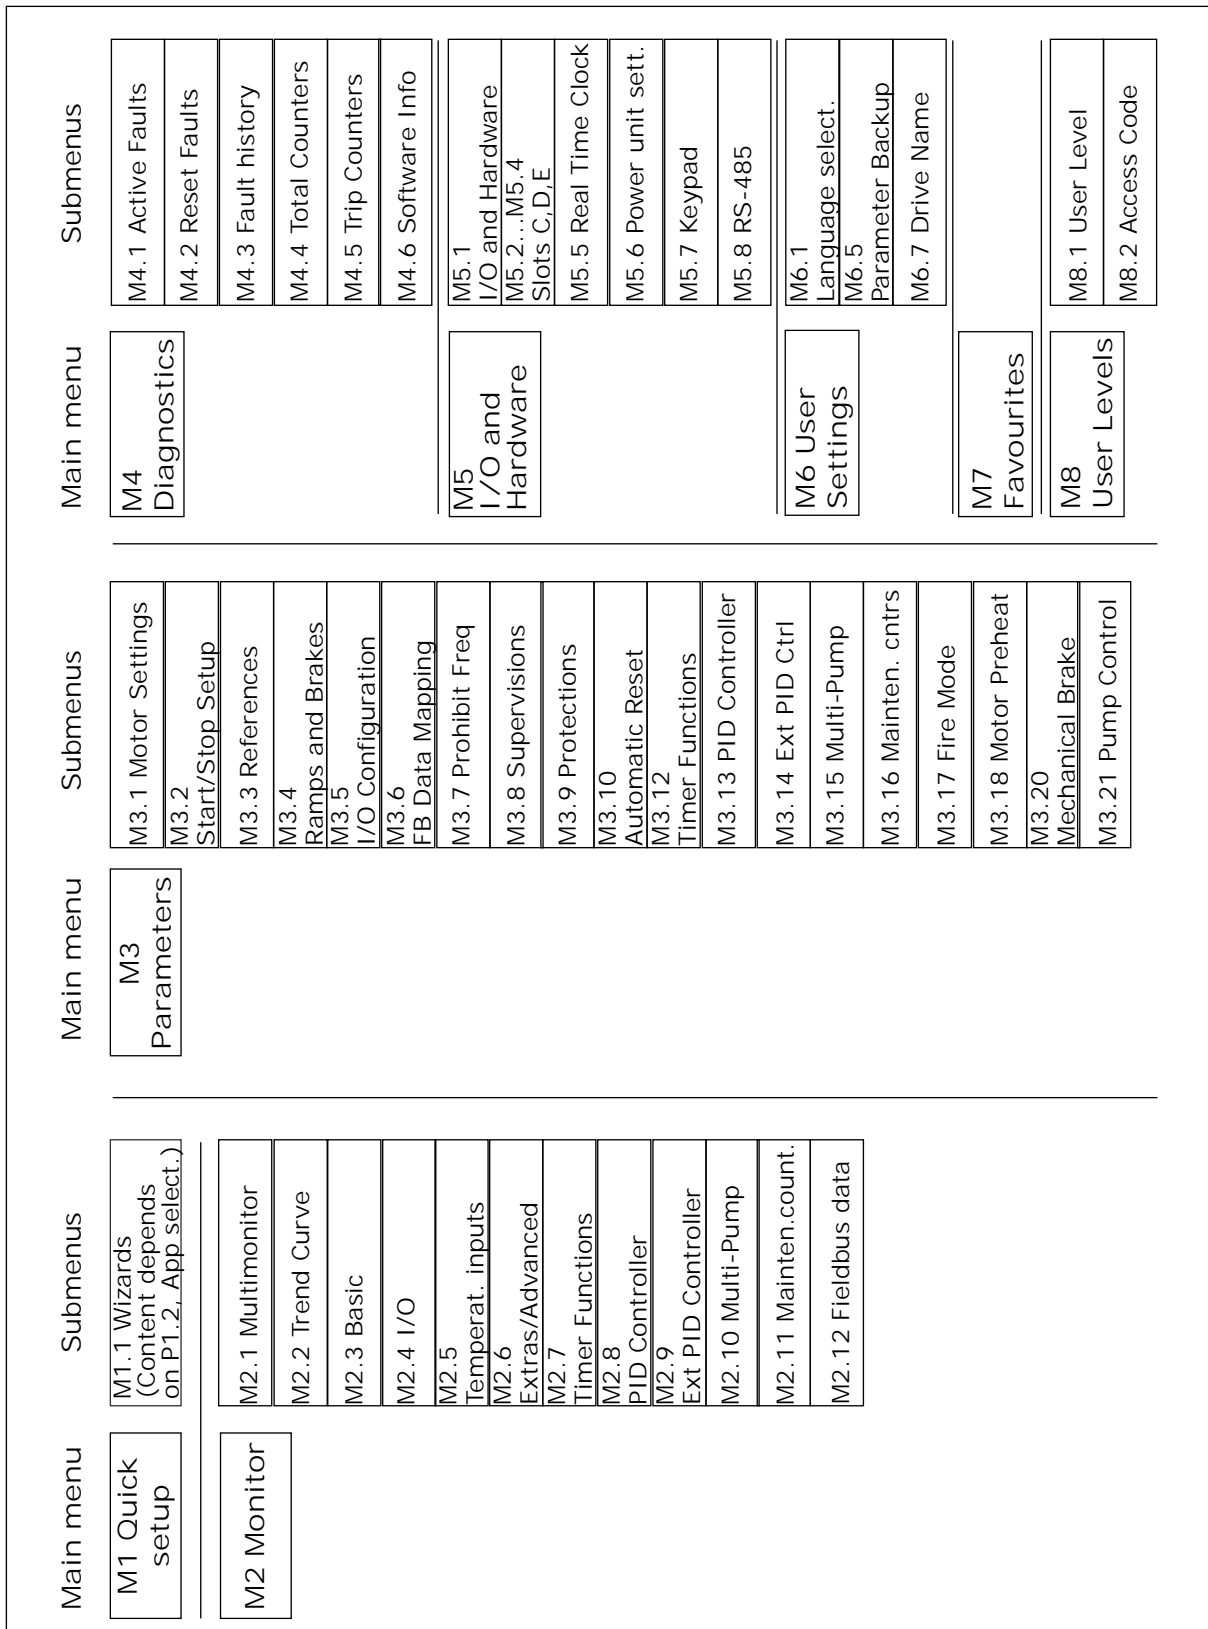 Main menu
Submenus
M1 Quick
setup
M1.1 Wizards
(Content depends
on P1.2, App select.)
M2 Monitor
M2.1 Multimonitor
M2.2 Trend Curve
M2.3 Basic
M2.4 I/O
M2.5
Temperat. inputs
M2.6
Extras/Advanced
M2.7
Timer Functions
M2.8
PID Controller
M2.9
Ext PID Controller
M2.10 Multi-Pump
M2.11 Mainten.count.
M2.12 Fieldbus data
Main menu
Submenus
M3
Parameters
M3.1 Motor Settings
M3.2
Start/Stop Setup
M3.3 References
M3.4
Ramps and Brakes
M3.5
I/O Configuration
M3.6
FB Data Mapping
M3.7 Prohibit Freq
M3.8 Supervisions
M3.9 Protections
M3.10
Automatic Reset
M3.12
Timer Functions
M3.13 PID Controller
M3.14 Ext PID Ctrl
M3.15 Multi-Pump
M3.16 Mainten. cntrs
M3.17 Fire Mode
M3.18 Motor Preheat
M3.20
Mechanical Brake
M3.21 Pump Control
Main menu
Submenus
M4
Diagnostics
M4.1 Active Faults
M4.2 Reset Faults
M4.3 Fault history
M4.4 Total Counters
M4.5 Trip Counters
M4.6 Software Info
M5
I/O and
Hardware
M5.1
I/O and Hardware
M5.2...M5.4
Slots C,D,E
M5.5 Real Time Clock
M5.6 Power unit sett.
M5.7 Keypad
M5.8 RS-485
M6 User
Settings
M6.1
Language select.
M6.5
Parameter Backup
M6.7 Drive Name
M7
Favourites
M8
User Levels
M8.1 User Level
M8.2 Access Code